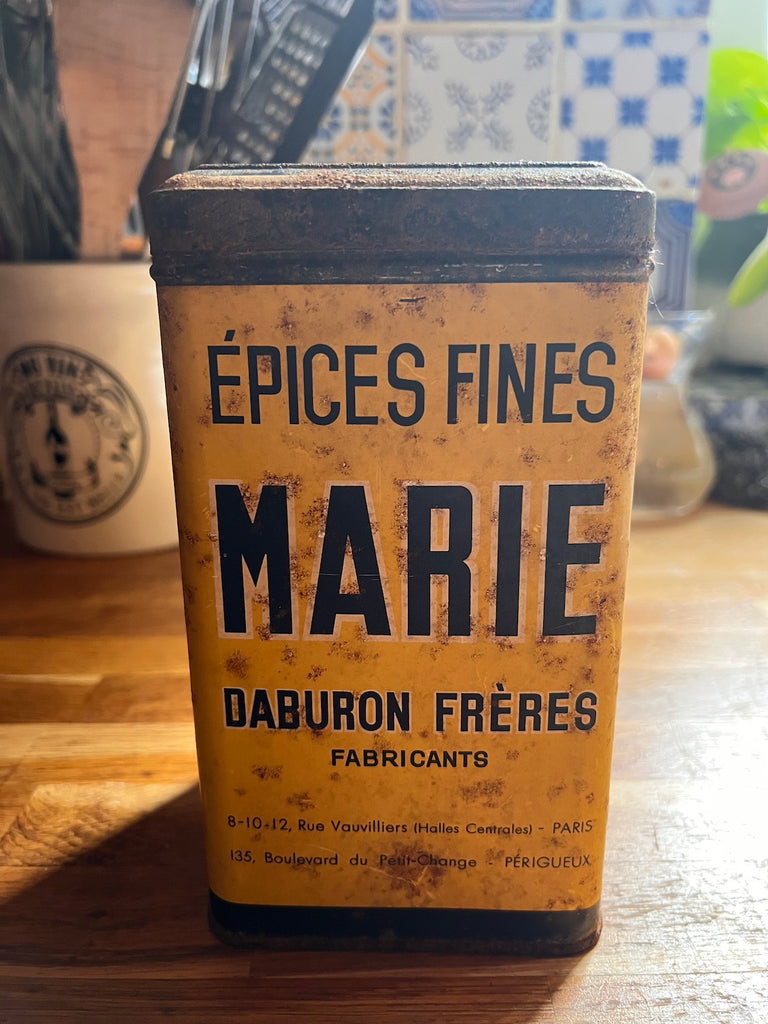 ÉPICES FINES
MARIE
DABURON FRÈRES
FABRICANTS
8-10-12, Rue Vauvilliers (Halles Centrales) - PARIS
135, Boulevard du Petit-Change - PÉRIGUEUX